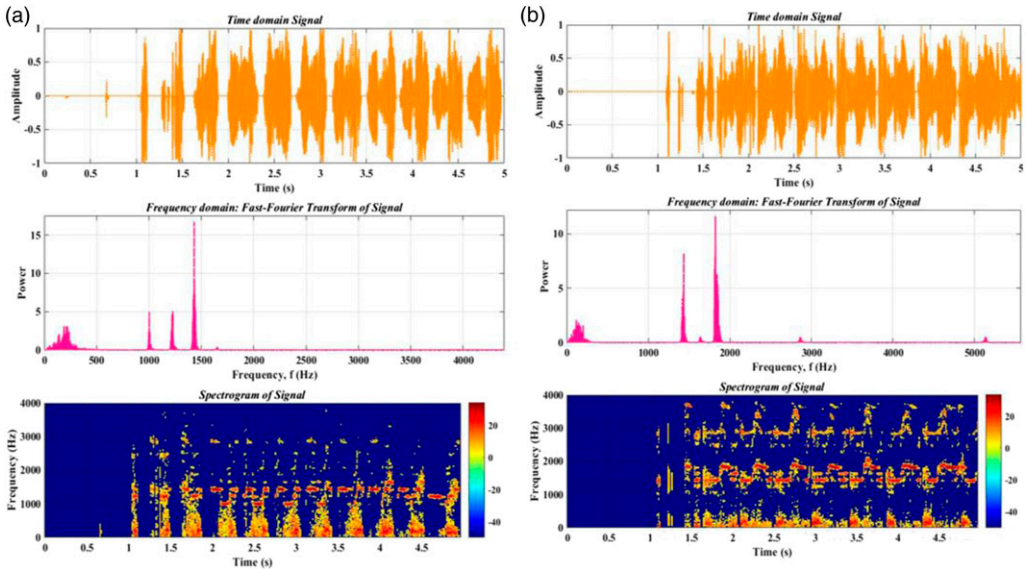 (a)
Time domain Signal
1
0.5
0
-0.5
-1
Amplitude
0 0.5 1 1.5 2 2.5 3 3.5 4 4.5 5
Time (s)
Frequency domain: Fast-Fourier Transform of Signal
15
10
5
0
Power
0 500 1000 1500 2000 2500 3000 3500 4000
Frequency, f (Hz)
Spectrogram of Signal
4000
3000
2000
1000
0
Frequency (Hz)
0 0.5 1 1.5 2 2.5 3 3.5 4 4.5
Time (s)
20
0
-20
-40
(b)
Time domain Signal
1
0.5
0
-0.5
-1
Amplitude
0 0.5 1 1.5 2 2.5 3 3.5 4 4.5 5
Time (s)
Frequency domain: Fast-Fourier Transform of Signal
10
5
0
Power
0 1000 2000 3000 4000 5000
Frequency, f (Hz)
Spectrogram of Signal
4000
3000
2000
1000
0
Frequency (Hz)
0 0.5 1 1.5 2 2.5 3 3.5 4 4.5
Time (s)
20
0
-20
-40